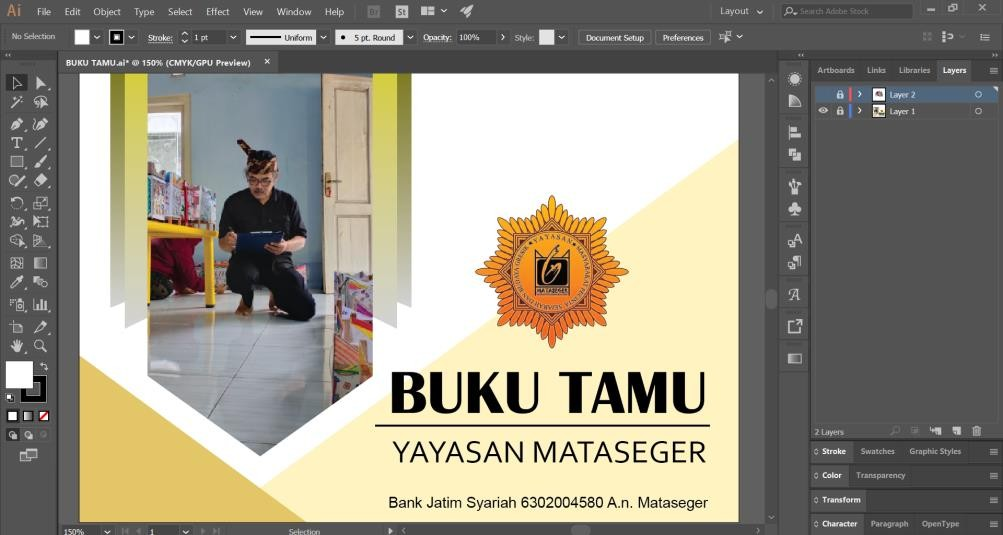 Ai File Edit Object Type Select Effect View Window Help Br St Layout Search Adobe Stock
No Selection Stroke: 1 pt Uniform 5 pt. Round Opacity: 100% Style: Document Setup Preferences
BUKU TAMU.ai* @ 150% (CMYK/GPU Preview) ×
Artboards Links Libraries Layers
Layer 2
Layer 1
YAYASAN
MATASEGER
BUKU TAMU
YAYASAN MATASEGER
Bank Jatim Syariah 6302004580 A.n. Mataseger
2 Layers
Stroke Swatches Graphic Styles
Color Transparency
Transform
Character Paragraph OpenType
150% 1 Selection